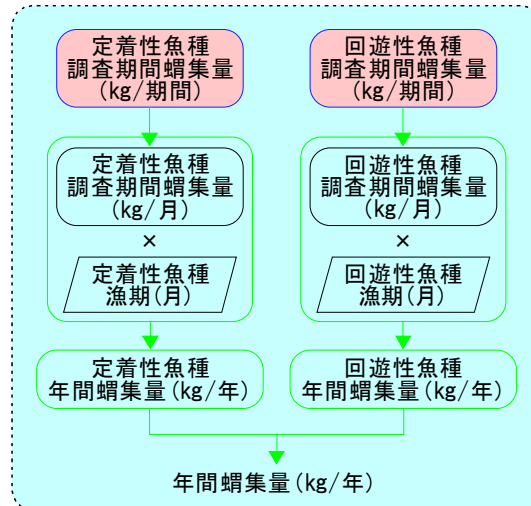 定着性魚種
調査期間蝟集量
(kg/期間)
回遊性魚種
調査期間蝟集量
(kg/期間)
定着性魚種
調査期間蝟集量
(kg/月)
×
定着性魚種
漁期(月)
回遊性魚種
調査期間蝟集量
(kg/月)
×
回遊性魚種
漁期(月)
定着性魚種
年間蝟集量(kg/年)
回遊性魚種
年間蝟集量(kg/年)
年間蝟集量(kg/年)